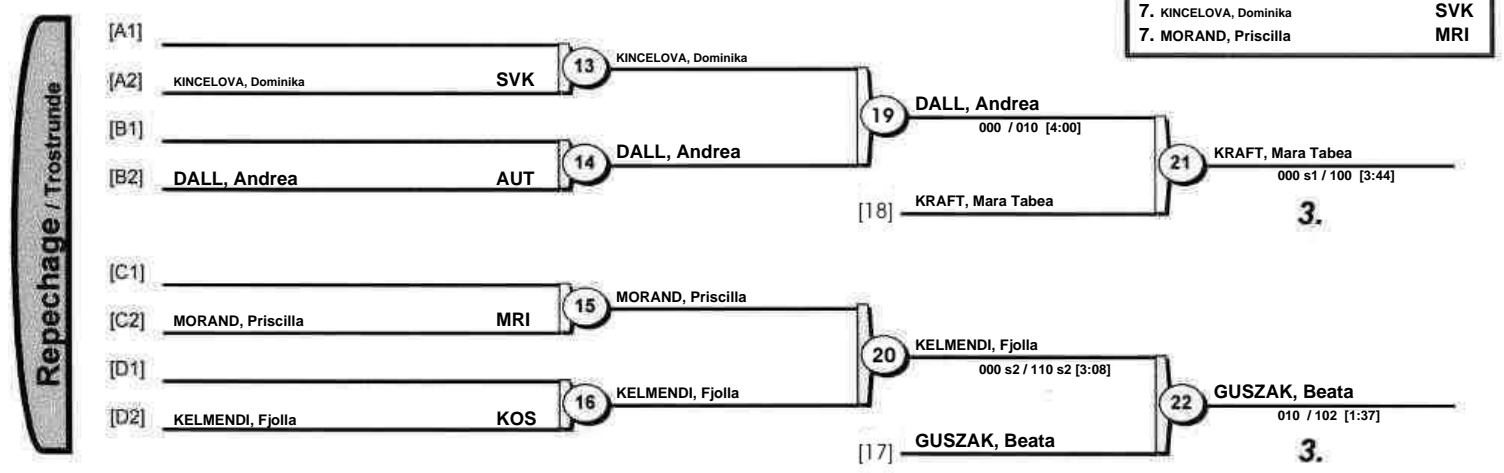 7. KINCELOVA, Dominika SVK
7. MORAND, Priscilla MRI
Repechage / Trostrunde
[A1]
[A2] KINCELOVA, Dominika SVK
13 KINCELOVA, Dominika
[B1]
[B2] DALL, Andrea AUT
14 DALL, Andrea
19 DALL, Andrea
000 / 010 [4:00]
[18] KRAFT, Mara Tabea
21 KRAFT, Mara Tabea
000 s1 / 100 [3:44]
3.
[C1]
[C2] MORAND, Priscilla MRI
15 MORAND, Priscilla
[D1]
[D2] KELMENDI, Fjolla KOS
16 KELMENDI, Fjolla
20 KELMENDI, Fjolla
000 s2 / 110 s2 [3:08]
[17] GUSZAK, Beata
22 GUSZAK, Beata
010 / 102 [1:37]
3.